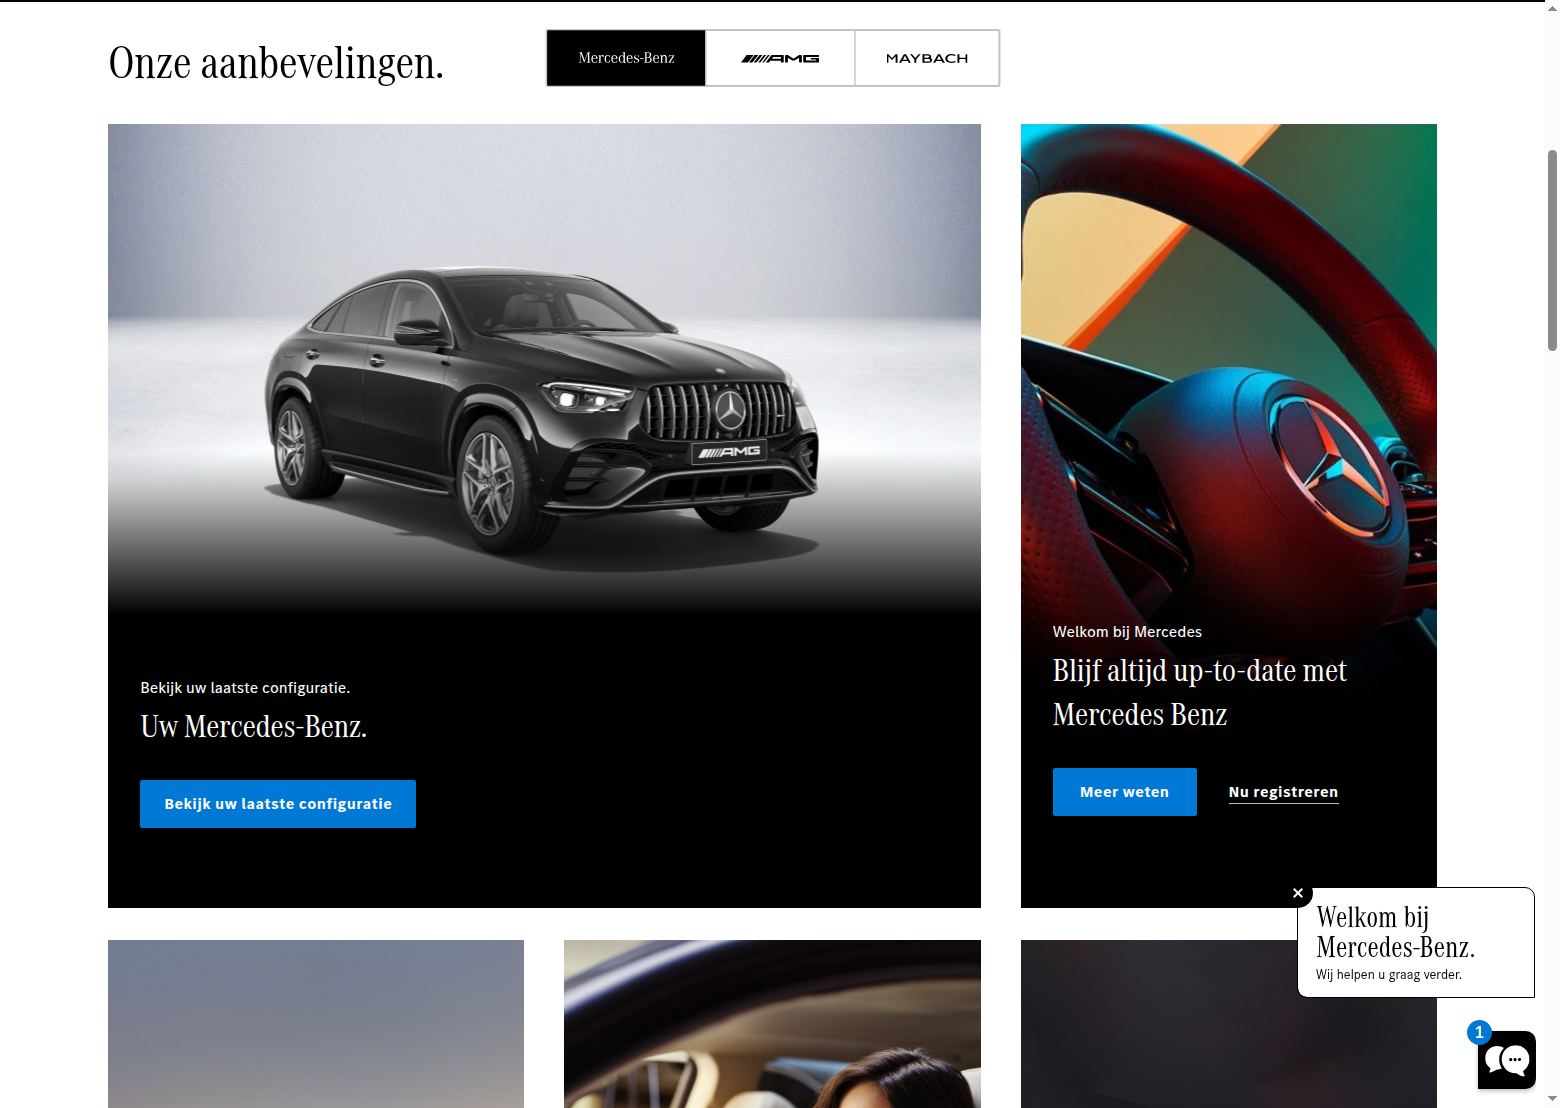 Onze aanbevelingen.
Mercedes-Benz
AMG
MAYBACH
AMG
Bekijk uw laatste configuratie.
Uw Mercedes-Benz.
Bekijk uw laatste configuratie
Welkom bij Mercedes
Blijf altijd up-to-date met
Mercedes Benz
Meer weten
Nu registreren
Welkom bij
Mercedes-Benz.
Wij helpen u graag verder.
1